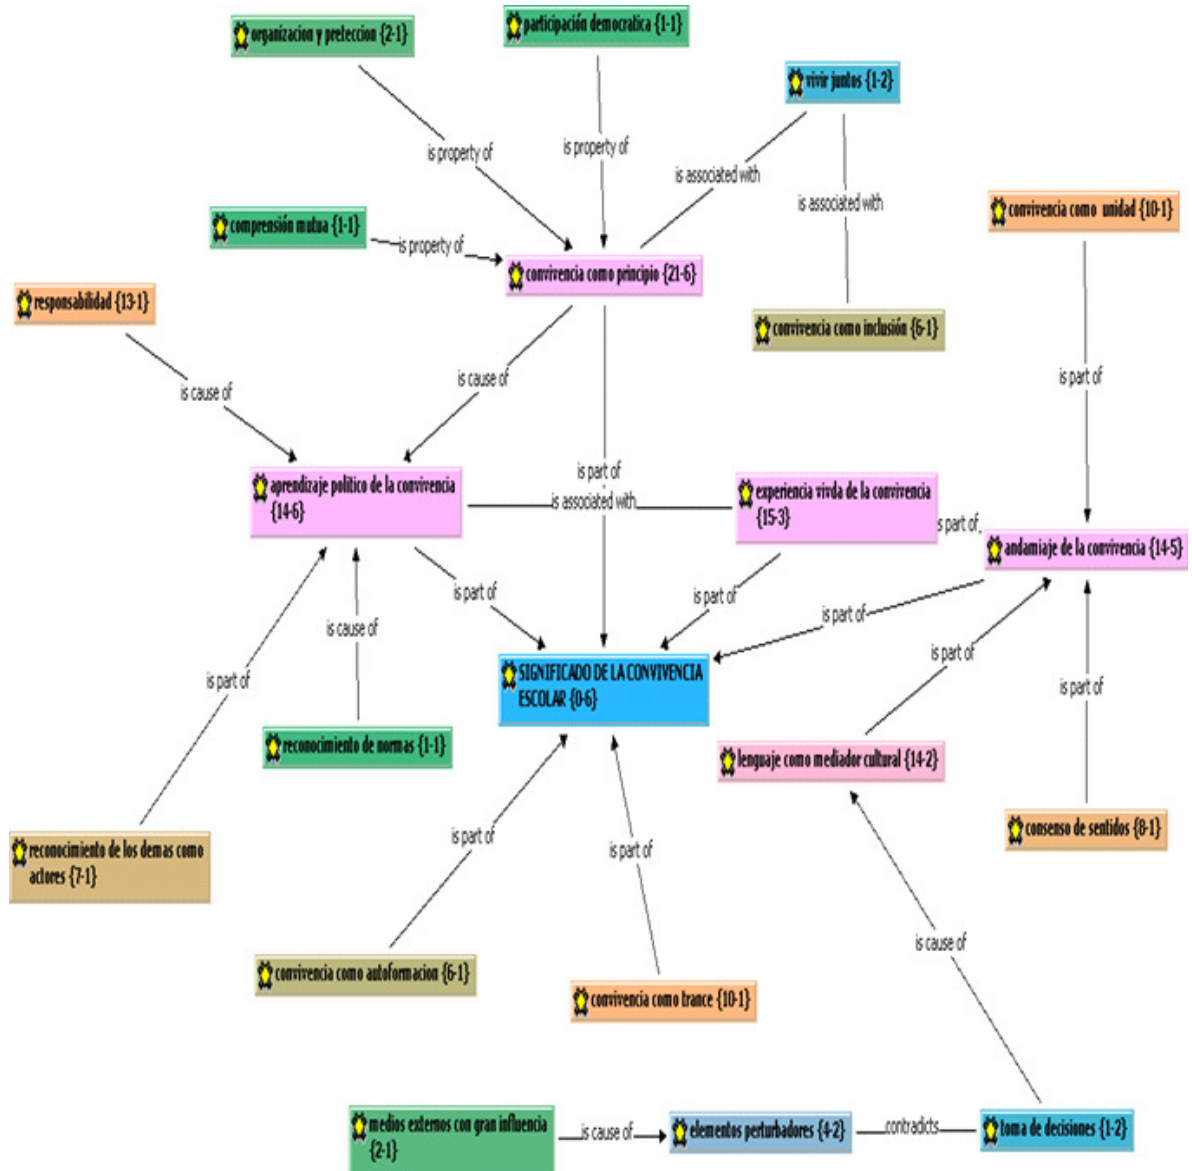 organizacion y preteccion {2-1}
participación democratica {1-1}
vivir juntos {1-2}
is property of
is property of
is associated with
is associated with
convivencia como  unidad {10-1}
comprensión mutua {1-1}
is property of
convivencia como principio {21-6}
responsabilidad {13-1}
convivencia como inclusión {6-1}
is part of
is cause of
is cause of
is part of
is associated with
aprendizaje político de la convivencia
{14-6}
experiencia vivda de la convivencia
{15-3}
is part of
andamiaje de la convivencia {14-5}
is part of
is part of
is part of
is cause of
is part of
is part of
is part of
SIGNIFICADO DE LA CONVIVENCIA
ESCOLAR {0-6}
reconocimiento de normas {1-1}
lenguaje como mediador cultural {14-2}
consenso de sentidos {8-1}
reconocimiento de los demas como
actores {7-1}
is part of
is part of
is cause of
convivencia como autoformacion {6-1}
convivencia como trance {10-1}
medios externos con gran influencia
{2-1}
is cause of
elementos perturbadores {4-2}
contradicts
toma de decisiones {1-2}